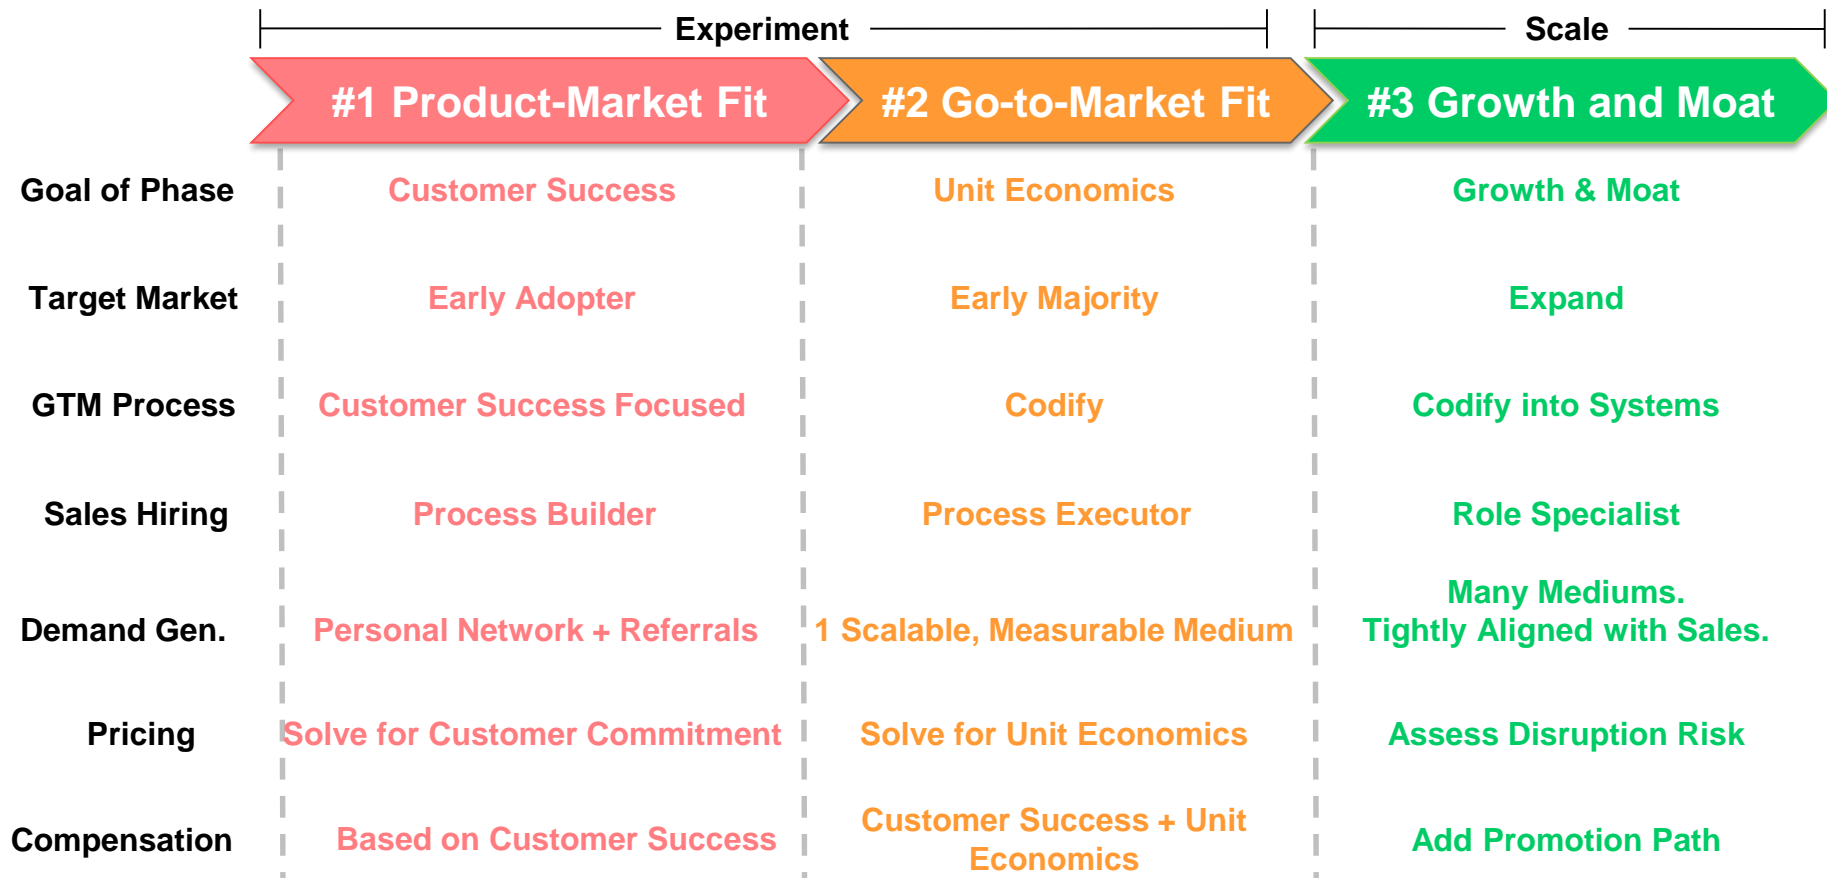 Experiment
Scale
#1 Product-Market Fit
#2 Go-to-Market Fit
#3 Growth and Moat
Goal of Phase
Customer Success
Unit Economics
Growth & Moat
Target Market
Early Adopter
Early Majority
Expand
GTM Process
Customer Success Focused
Codify
Codify into Systems
Sales Hiring
Process Builder
Process Executor
Role Specialist
Demand Gen.
Personal Network + Referrals
1 Scalable, Measurable Medium
Many Mediums.
Tightly Aligned with Sales.
Pricing
Solve for Customer Commitment
Solve for Unit Economics
Assess Disruption Risk
Compensation
Based on Customer Success
Customer Success + Unit
Economics
Add Promotion Path